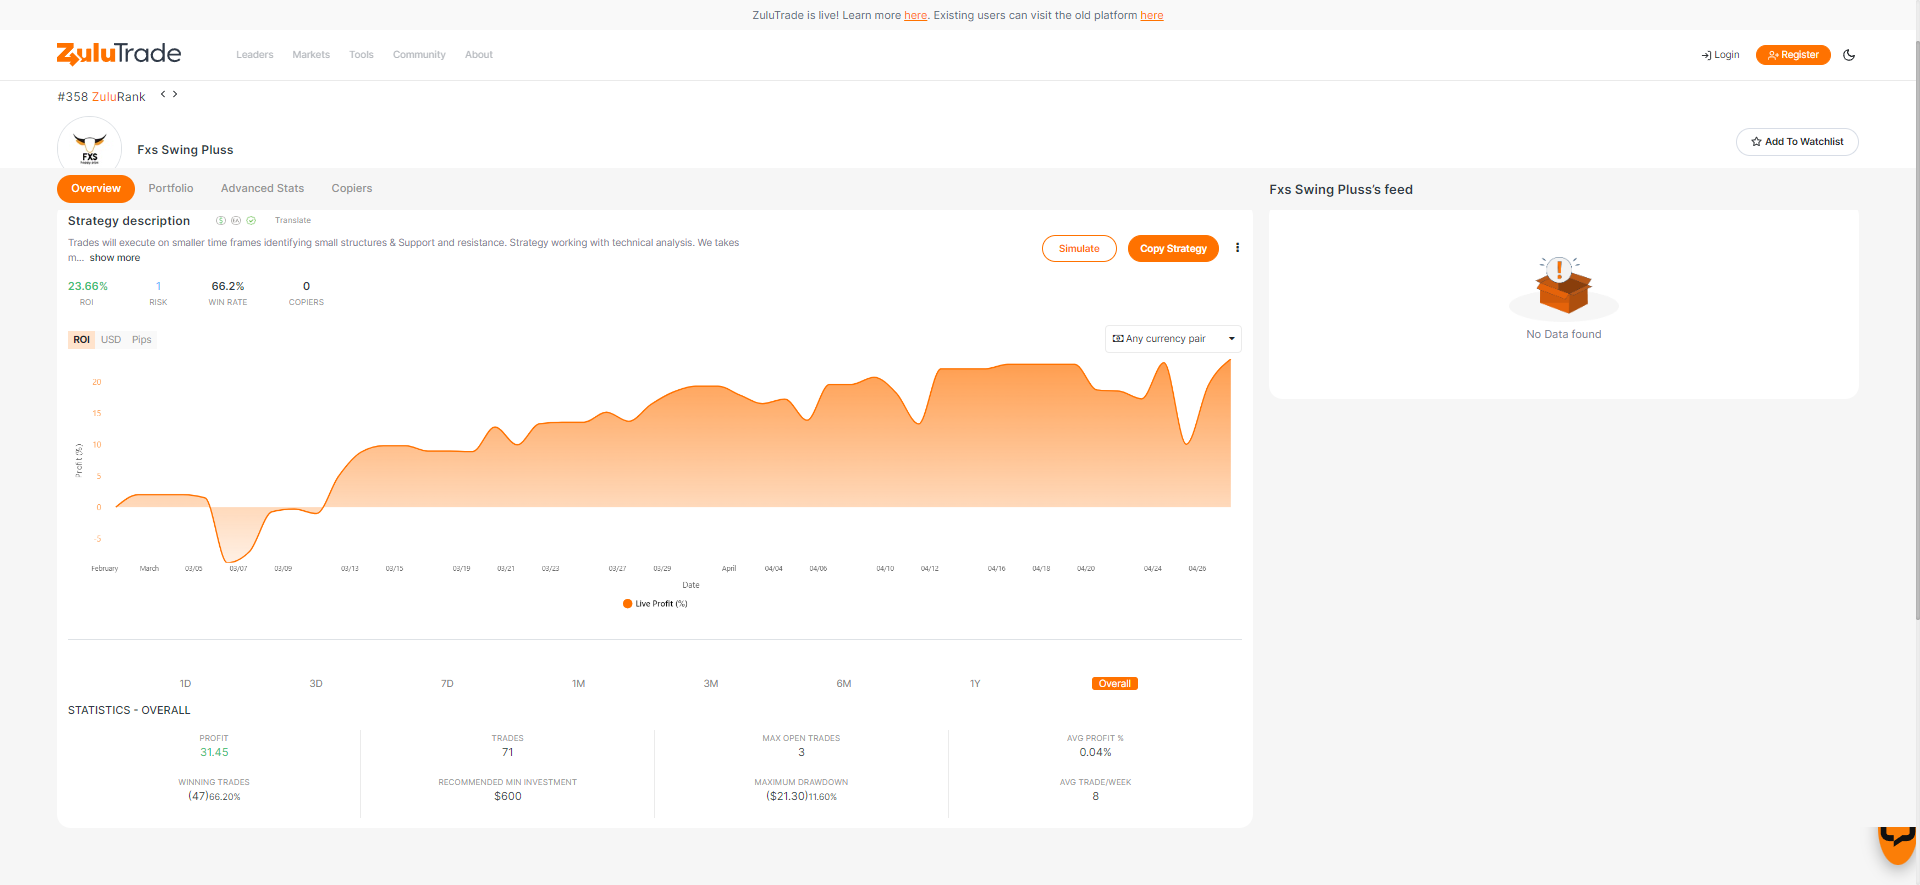 ZuluTrade is live! Learn more here. Existing users can visit the old platform here
ZuluTrade
Leaders Markets Tools Community About
Login Register
#358 ZuluRank
FXS
Fxs Swing Pluss
Add To Watchlist
Overview Portfolio Advanced Stats Copiers
Fxs Swing Pluss's feed
Strategy description Translate
Trades will execute on smaller time frames identifying small structures & Support and resistance. Strategy working with technical analysis. We takes
m... show more
Simulate Copy Strategy
23.66% 1 66.2% 0
ROI RISK WIN RATE COPIERS
No Data found
ROI USD Pips
Any currency pair
20
15
10
5
0
-5
Profit (%)
February March 03/05 03/07 03/09 03/13 03/15 03/19 03/21 03/23 03/27 03/29 April 04/04 04/06 04/10 04/12 04/16 04/18 04/20 04/24 04/26
Date
Live Profit (%)
1D 3D 7D 1M 3M 6M 1Y Overall
STATISTICS - OVERALL
PROFIT TRADES MAX OPEN TRADES AVG PROFIT %
31.45 71 3 0.04%
WINNING TRADES RECOMMENDED MIN INVESTMENT MAXIMUM DRAWDOWN AVG TRADE/WEEK
(47)66.20% $600 ($21.30)11.60% 8